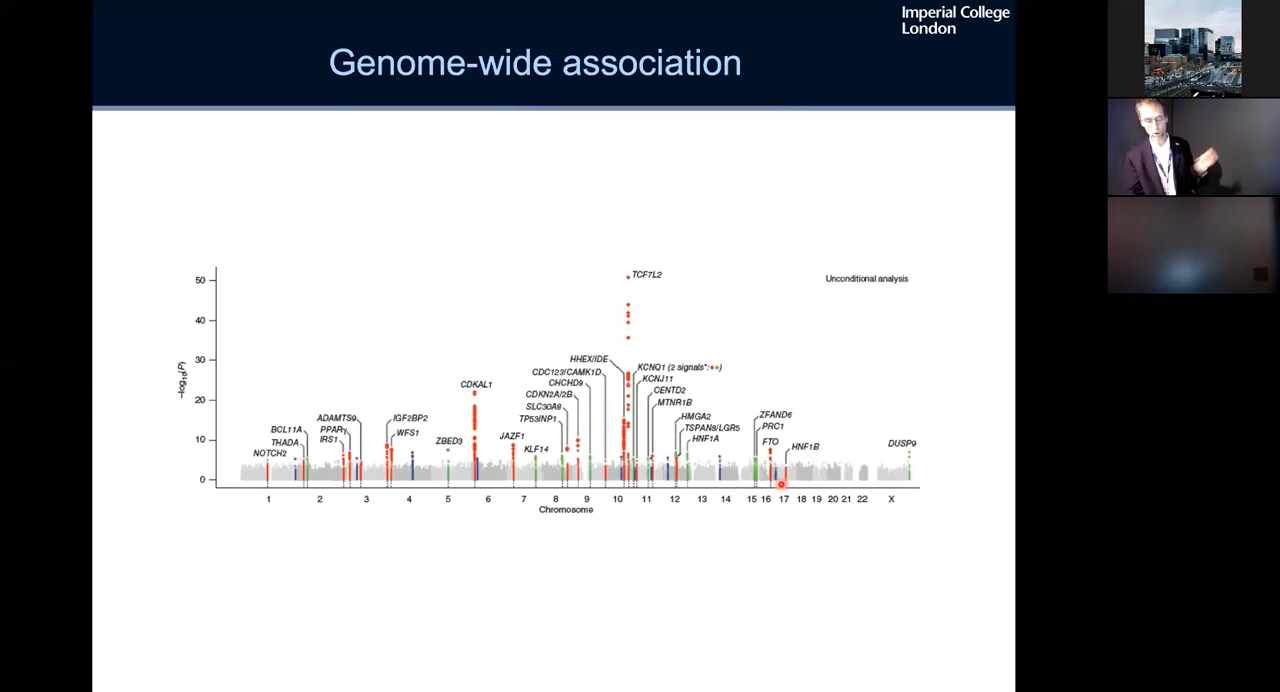 Imperial College
London
Genome-wide association
Unconditional analysis
50
40
30
20
10
0
–log10(P)
TCF7L2
HHEX/IDE
KCNQ1 (2 signals*: )
CDC123/CAMK1D
KCNJ11
CHCHD9
CDKAL1
CENTD2
CDKN2A/2B
MTNR1B
SLC30A8
ADAMTS9
IGF2BP2
TP53INP1
HMGA2
ZFAND6
BCL11A
PPARγ
WFS1
TSPAN8/LGR5
PRC1
THADA
IRS1
ZBED3
JAZF1
HNF1A
FTO
NOTCH2
KLF14
HNF1B
DUSP9
1 2 3 4 5 6 7 8 9 10 11 12 13 14 15 16 17 18 19 20 21 22 X
Chromosome